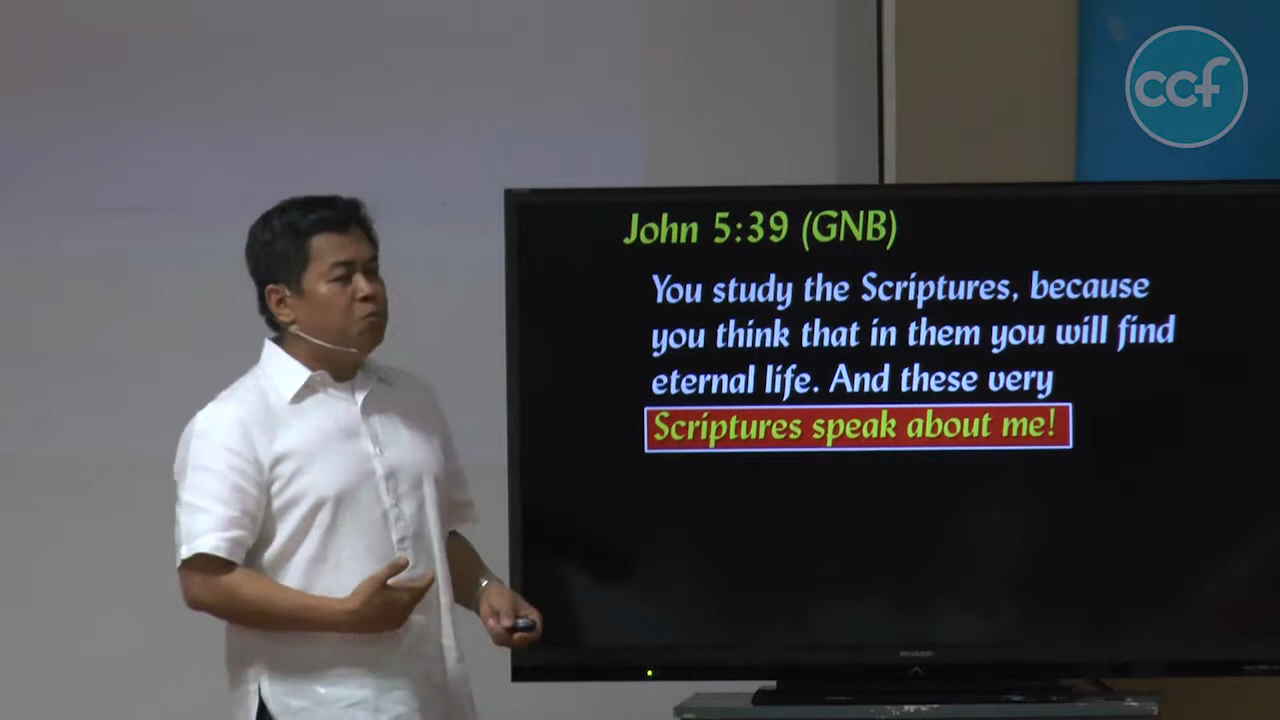 ccf
John 5:39 (GNB)
You study the Scriptures, because
you think that in them you will find
eternal life. And these very
Scriptures speak about me!
SHARP